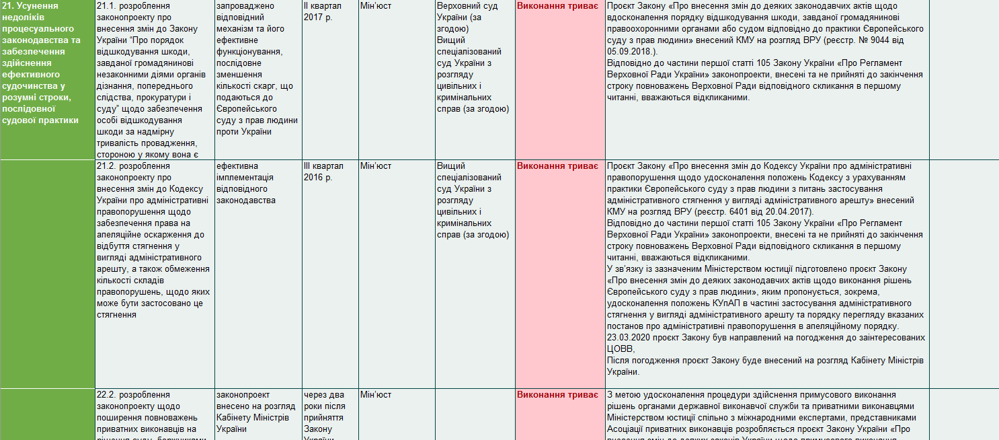 21. Усунення
недоліків
процесуального
законодавства та
забезпечення
здійснення
ефективного
судочинства у
розумні строки,
послідовної
судової практики
21.1. розроблення
законопроекту про
внесення змін до Закону
України “Про порядок
відшкодування шкоди,
завданої громадянинові
незаконними діями органів
дізнання, попереднього
слідства, прокуратури і
суду” щодо забезпечення
особі відшкодування
шкоди за надмірну
тривалість провадження,
стороною у якому вона є
запроваджено
відповідний
механізм та його
ефективне
функціонування,
послідовне
зменшення
кількості скарг, що
подаються до
Європейського
суду з прав людини
проти України
II квартал
2017 р.
Мін’юст
Верховний суд
України (за
згодою)
Вищий
спеціалізований
суд України з
розгляду
цивільних і
кримінальних
справ (за згодою)
Виконання триває
Проєкт Закону «Про внесення змін до деяких законодавчих актів щодо
вдосконалення порядку відшкодування шкоди, завданої громадянинові
правоохоронними органами або судом відповідно до практики Європейського
суду з прав людини» внесений КМУ на розгляд ВРУ (реєстр. № 9044 від
05.09.2018.).
Відповідно до частини першої статті 105 Закону України «Про Регламент
Верховної Ради України» законопроекти, внесені та не прийняті до закінчення
строку повноважень Верховної Ради відповідного скликання в першому
читанні, вважаються відкликаними.
21.2. розроблення
законопроекту про
внесення змін до Кодексу
України про адміністративні
правопорушення щодо
забезпечення права на
апеляційне оскарження до
відбуття стягнення у
вигляді адміністративного
арешту, а також обмеження
кількості складів
правопорушень, щодо яких
може бути застосовано це
стягнення
ефективна
імплементація
відповідного
законодавства
III квартал
2016 р.
Мін’юст
Вищий
спеціалізований
суд України з
розгляду
цивільних і
кримінальних
справ (за згодою)
Виконання триває
Проєкт Закону «Про внесення змін до Кодексу України про адміністративні
правопорушення щодо удосконалення положень Кодексу з урахуванням
практики Європейського суду з прав людини з питань застосування
адміністративного стягнення у вигляді адміністративного арешту» внесений
КМУ на розгляд ВРУ (реєстр. 6401 від 20.04.2017).
Відповідно до частини першої статті 105 Закону України «Про Регламент
Верховної Ради України» законопроекти, внесені та не прийняті до закінчення
строку повноважень Верховної Ради відповідного скликання в першому
читанні, вважаються відкликаними.
У зв’язку із зазначеним Міністерством юстиції підготовлено проєкт Закону
«Про внесення змін до деяких законодавчих актів щодо виконання рішень
Європейського суду з прав людини», яким пропонується, зокрема,
удосконалення положень КУпАП в частині застосування адміністративного
стягнення у вигляді адміністративного арешту та порядку перегляду вказаних
постанов про адміністративні правопорушення в апеляційному порядку.
23.03.2020 проєкт Закону був направлений на погодження до заінтересованих
ЦОВВ,
Після погодження проєкт Закону буде внесений на розгляд Кабінету Міністрів
України.
22.2. розроблення
законопроекту щодо
поширення повноважень
приватних виконавців на
рішення суду, боржниками
законопроект
внесено на розгляд
Кабінету Міністрів
України
через два
роки після
прийняття
Закону
України
Мін’юст
Виконання триває
З метою удосконалення процедури здійснення примусового виконання
рішень органами державної виконавчої служби та приватними виконавцями
Міністерством юстиції спільно з міжнародними експертами, представниками
Асоціації приватних виконавців розробляється проєкт Закону України «Про
внесення змін до деяких законів України щодо примусового виконання